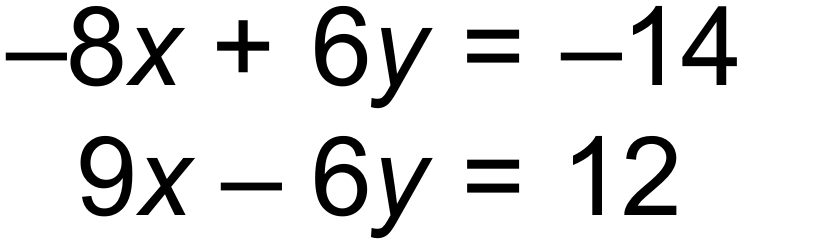 –8x + 6y = –14
9x – 6y = 12